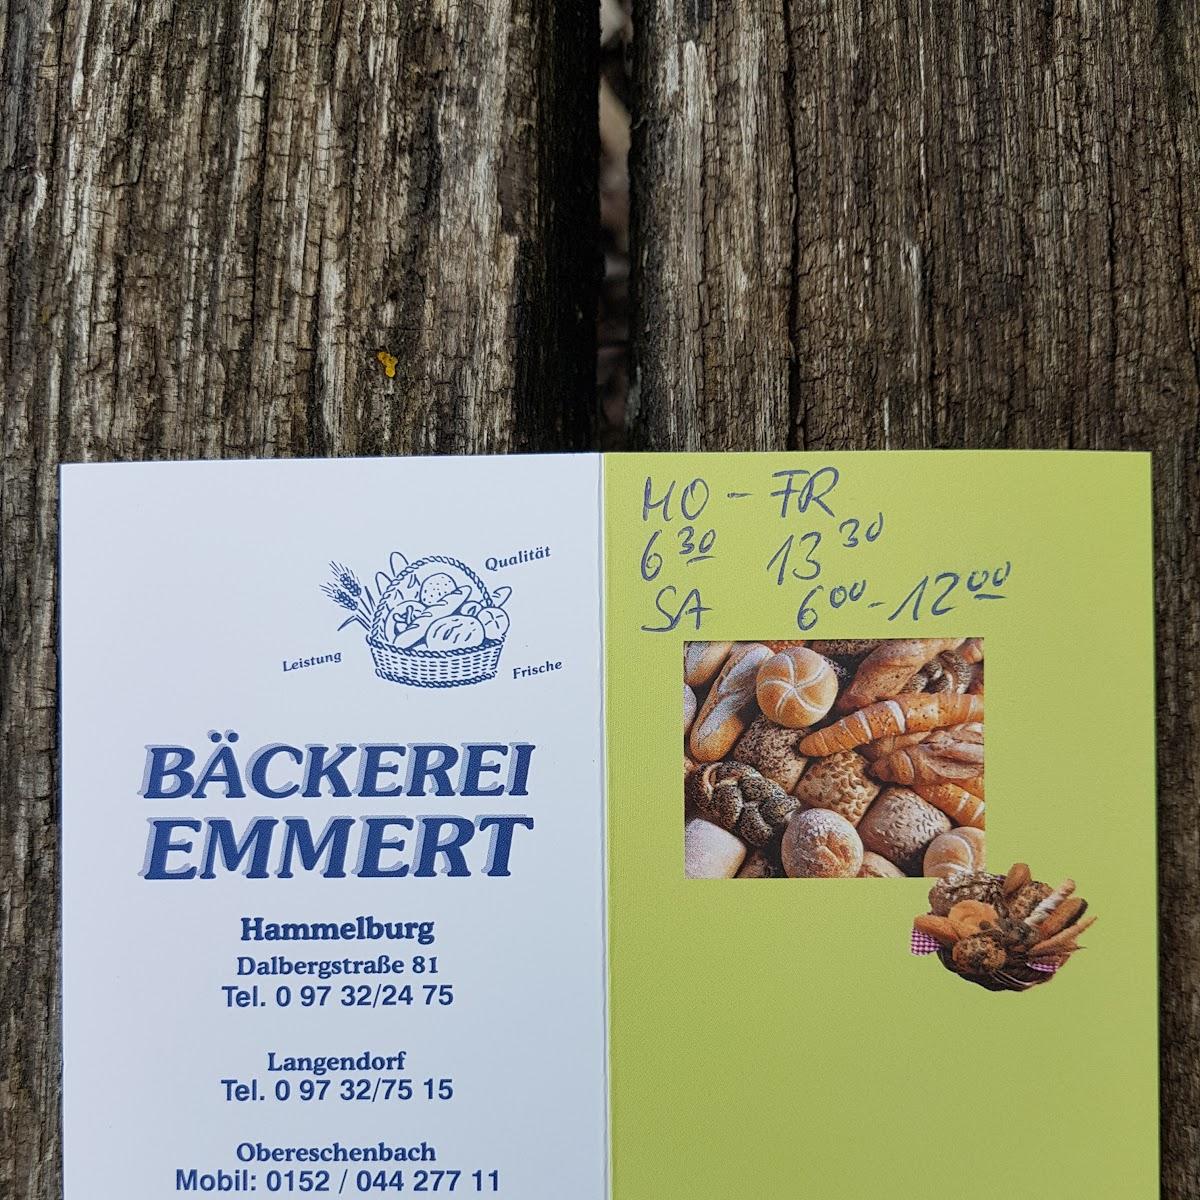 Qualität
Leistung
Frische
BÄCKEREI
EMMERT
Hammelburg
Dalbergstraße 81
Tel. 0 97 32/24 75
Langendorf
Tel. 0 97 32/75 15
Obereschenbach
Mobil: 0152 / 044 277 11
MO - FR
6 30 13 30
SA 6 00 - 12 00